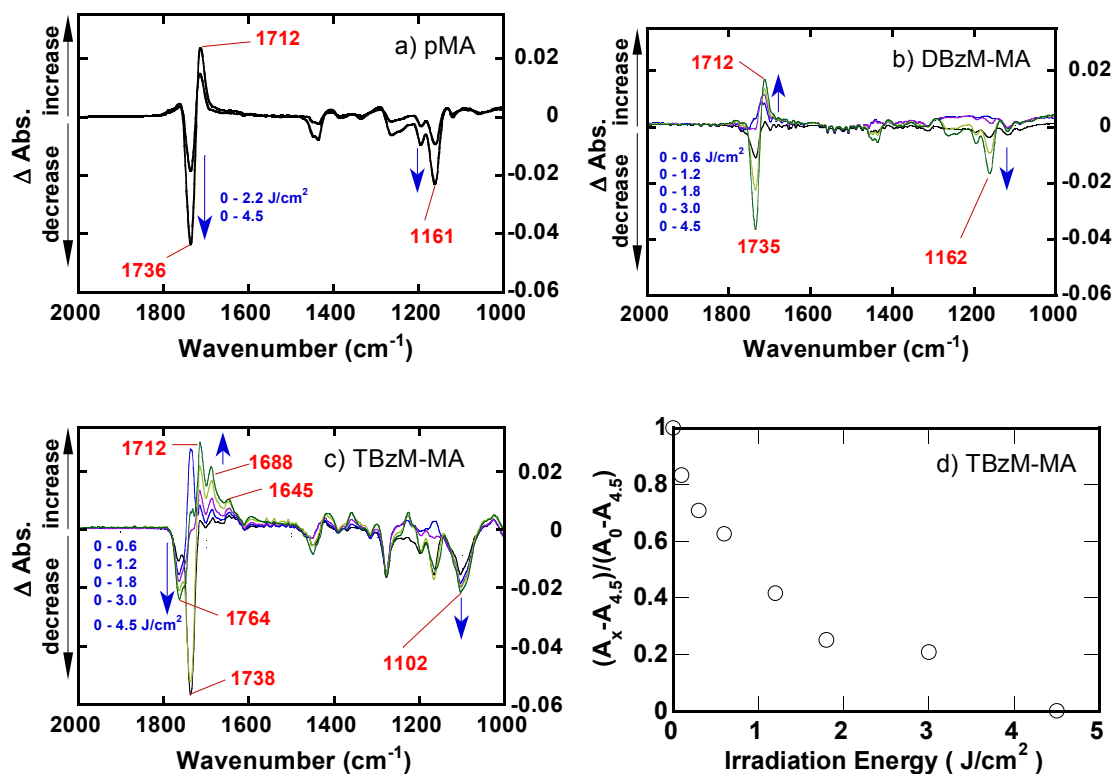 a) pMA
1712
increase
decrease
Δ Abs.
0.02
0
-0.02
-0.04
-0.06
0 - 2.2 J/cm²
0 - 4.5
1736
1161
2000 1800 1600 1400 1200 1000
Wavenumber (cm⁻¹)
b) DBzM-MA
1712
increase
decrease
Δ Abs.
0.02
0
-0.02
-0.04
-0.06
0 - 0.6 J/cm²
0 - 1.2
0 - 1.8
0 - 3.0
0 - 4.5
1735
1162
2000 1800 1600 1400 1200 1000
Wavenumber (cm⁻¹)
c) TBzM-MA
1712
1688
1645
increase
decrease
Δ Abs.
0.02
0
-0.02
-0.04
-0.06
0 - 0.6
0 - 1.2
0 - 1.8
0 - 3.0
0 - 4.5 J/cm²
1764
1738
1102
2000 1800 1600 1400 1200 1000
Wavenumber (cm⁻¹)
d) TBzM-MA
(Aₓ-A₄.₅)/(A₀-A₄.₅)
1
0.8
0.6
0.4
0.2
0
0 1 2 3 4 5
Irradiation Energy ( J/cm² )